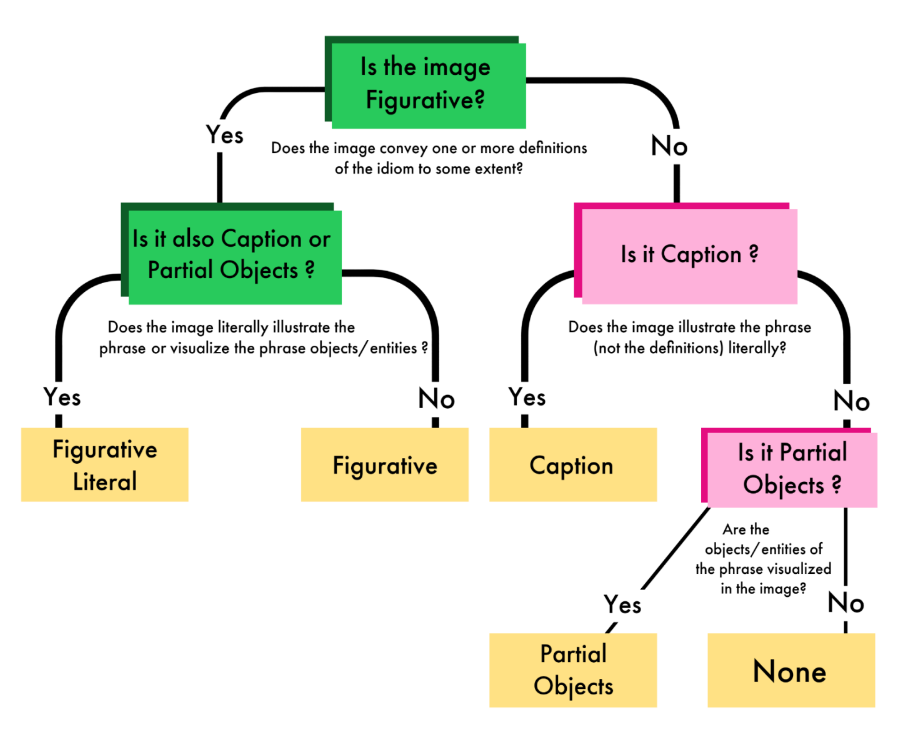 Is the image
Figurative?
Yes
No
Does the image convey one or more definitions
of the idiom to some extent?
Is it also Caption or
Partial Objects ?
Is it Caption ?
Does the image literally illustrate the
phrase or visualize the phrase objects/entities ?
Does the image illustrate the phrase
(not the definitions) literally?
Yes
No
Yes
No
Figurative
Literal
Figurative
Caption
Is it Partial
Objects ?
Are the
objects/entities of
the phrase visualized
in the image?
Yes
No
Partial
Objects
None